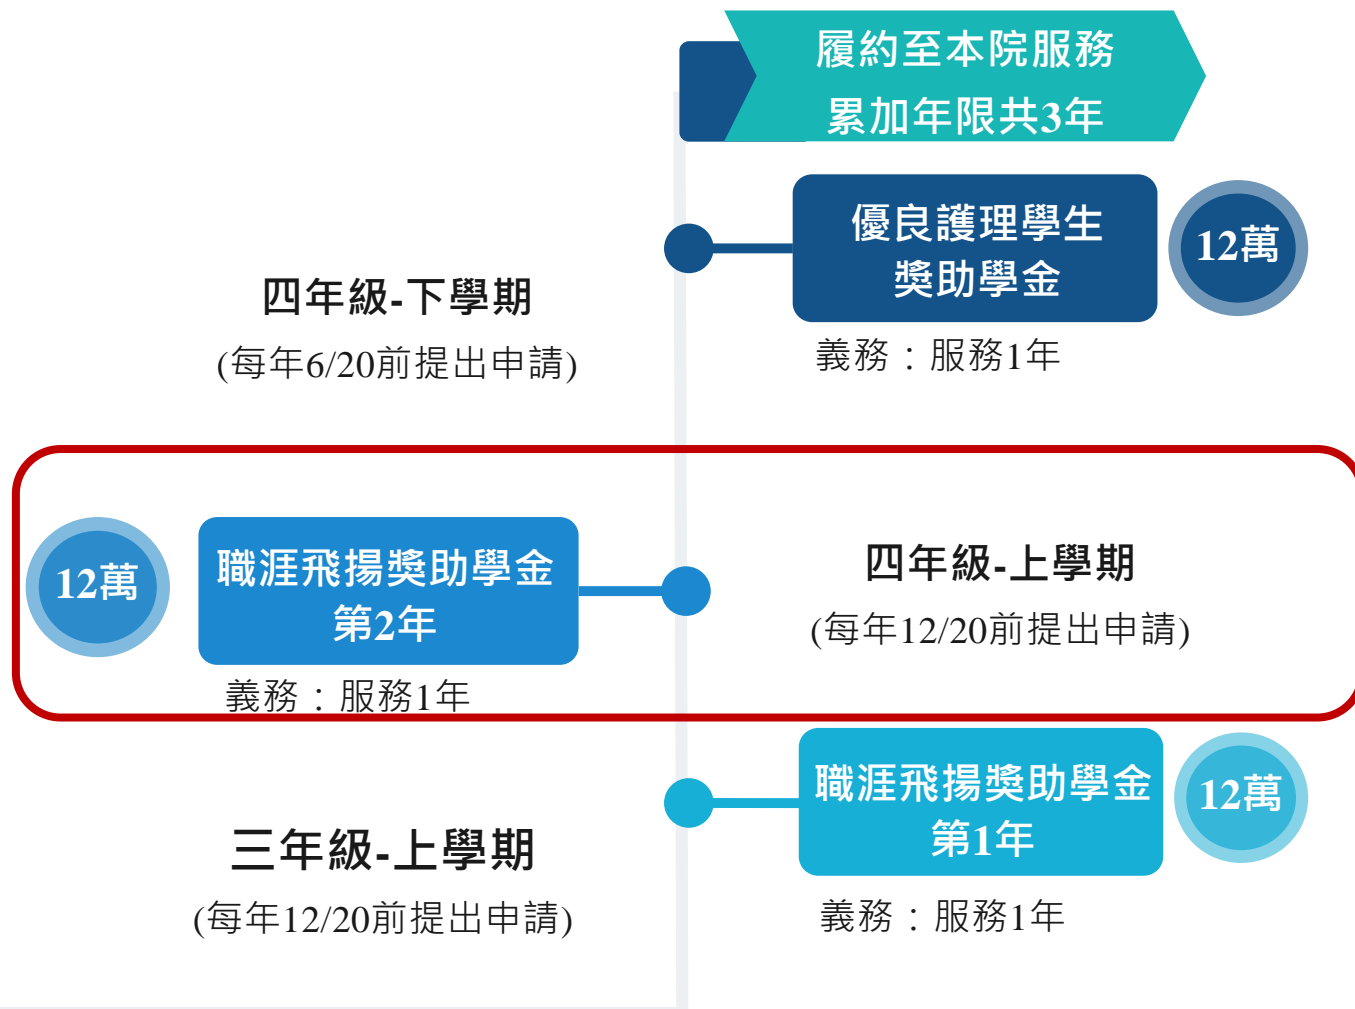 履約至本院服務
累加年限共3年
優良護理學生
獎助學金
12萬
義務：服務1年
四年級-下學期
(每年6/20前提出申請)
12萬
職涯飛揚獎助學金
第2年
義務：服務1年
四年級-上學期
(每年12/20前提出申請)
職涯飛揚獎助學金
第1年
12萬
義務：服務1年
三年級-上學期
(每年12/20前提出申請)